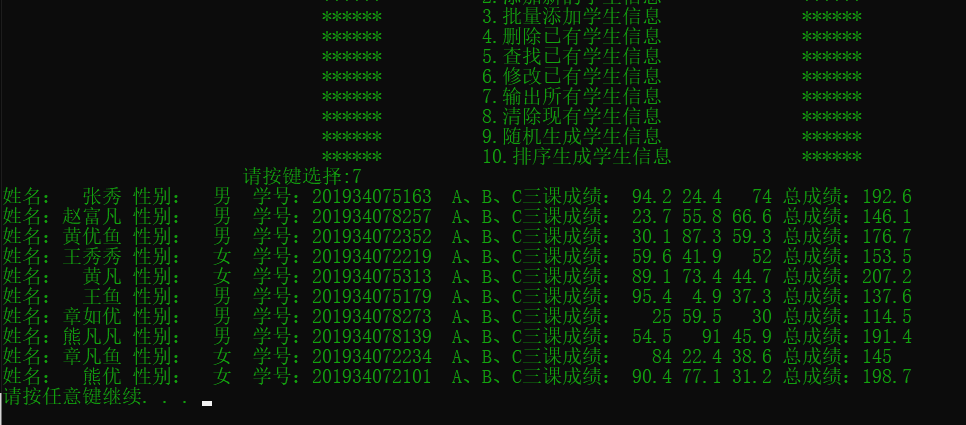 ****** 2.添加新的学生信息 ******
****** 3.批量添加学生信息 ******
****** 4.删除已有学生信息 ******
****** 5.查找已有学生信息 ******
****** 6.修改已有学生信息 ******
****** 7.输出所有学生信息 ******
****** 8.清除现有学生信息 ******
****** 9.随机生成学生信息 ******
****** 10.排序生成学生信息 ******
请按键选择:7
姓名: 张秀 性别: 男 学号: 201934075163 A、B、C三课成绩: 94.2 24.4 74 总成绩: 192.6
姓名: 赵富凡 性别: 男 学号: 201934078257 A、B、C三课成绩: 23.7 55.8 66.6 总成绩: 146.1
姓名: 黄优鱼 性别: 男 学号: 201934072352 A、B、C三课成绩: 30.1 87.3 59.3 总成绩: 176.7
姓名: 王秀秀 性别: 女 学号: 201934072219 A、B、C三课成绩: 59.6 41.9 52 总成绩: 153.5
姓名: 黄凡 性别: 女 学号: 201934075313 A、B、C三课成绩: 89.1 73.4 44.7 总成绩: 207.2
姓名: 王鱼 性别: 男 学号: 201934075179 A、B、C三课成绩: 95.4 4.9 37.3 总成绩: 137.6
姓名: 章如优 性别: 男 学号: 201934078273 A、B、C三课成绩: 25 59.5 30 总成绩: 114.5
姓名: 熊凡凡 性别: 男 学号: 201934078139 A、B、C三课成绩: 54.5 91 45.9 总成绩: 191.4
姓名: 章凡鱼 性别: 女 学号: 201934072234 A、B、C三课成绩: 84 22.4 38.6 总成绩: 145
姓名: 熊优 性别: 女 学号: 201934072101 A、B、C三课成绩: 90.4 77.1 31.2 总成绩: 198.7
请按任意键继续. . .